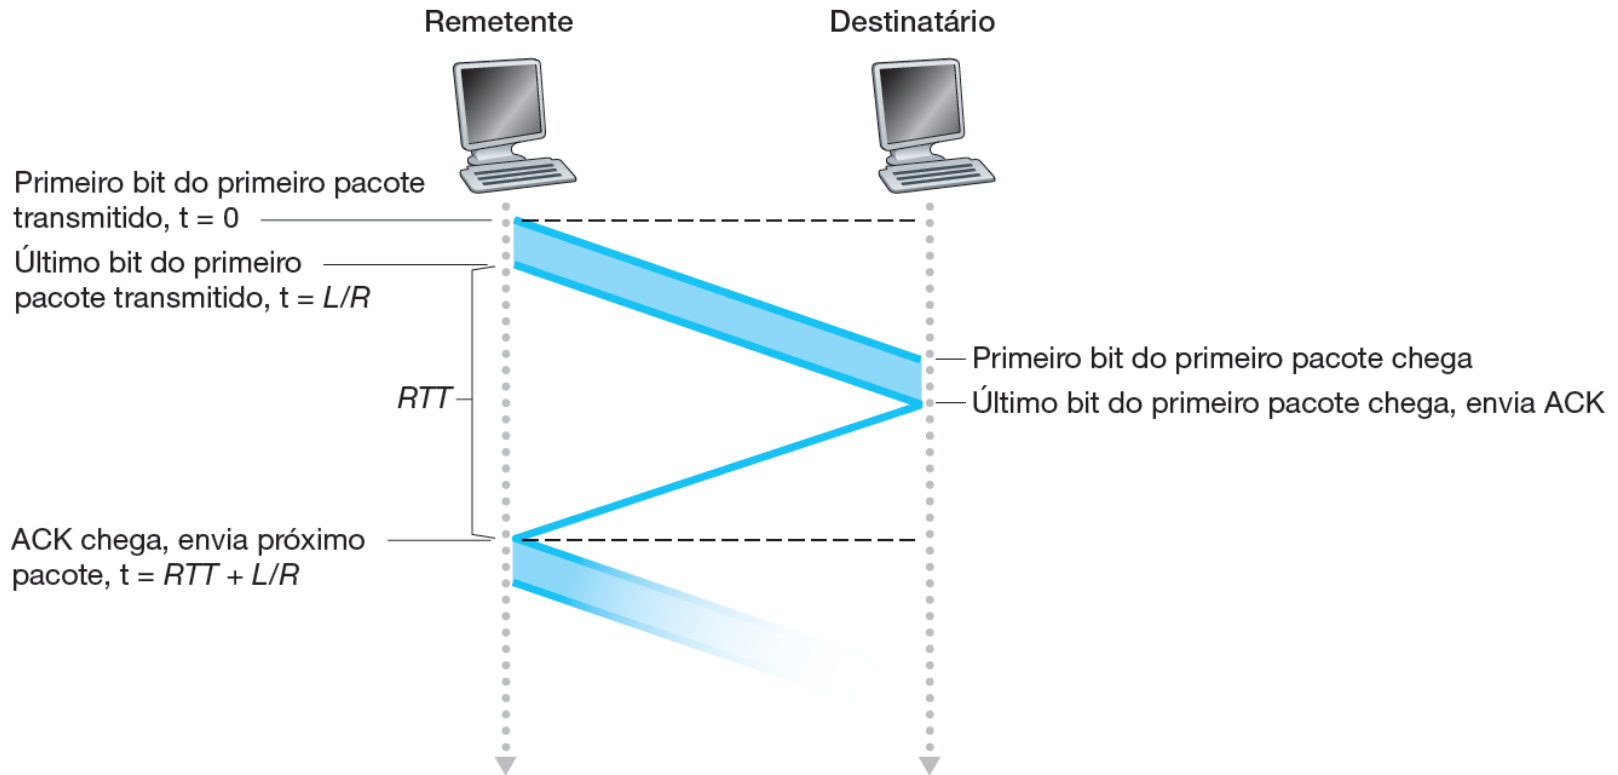 Remetente
Destinatário
Primeiro bit do primeiro pacote
transmitido, t = 0
Último bit do primeiro
pacote transmitido, t = L/R
Primeiro bit do primeiro pacote chega
RTT
Último bit do primeiro pacote chega, envia ACK
ACK chega, envia próximo
pacote, t = RTT + L/R